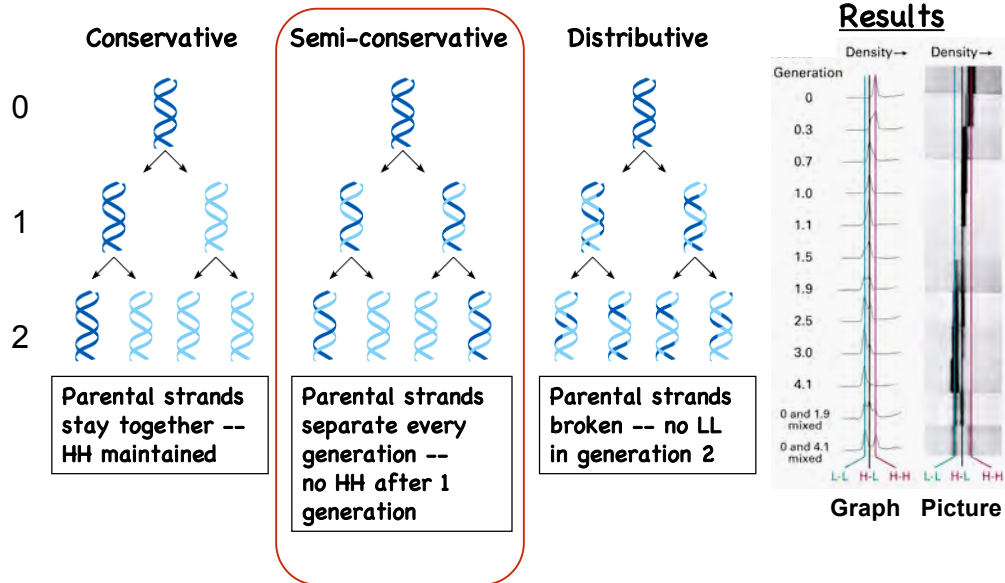 Conservative
Semi-conservative
Distributive
0
1
2
Parental strands
stay together --
HH maintained
Parental strands
separate every
generation --
no HH after 1
generation
Parental strands
broken -- no LL
in generation 2
Results
Density→
Density→
Generation
0
0.3
0.7
1.0
1.1
1.5
1.9
2.5
3.0
4.1
0 and 1.9
mixed
0 and 4.1
mixed
L-L H-L H-H
L-L H-L H-H
Graph
Picture